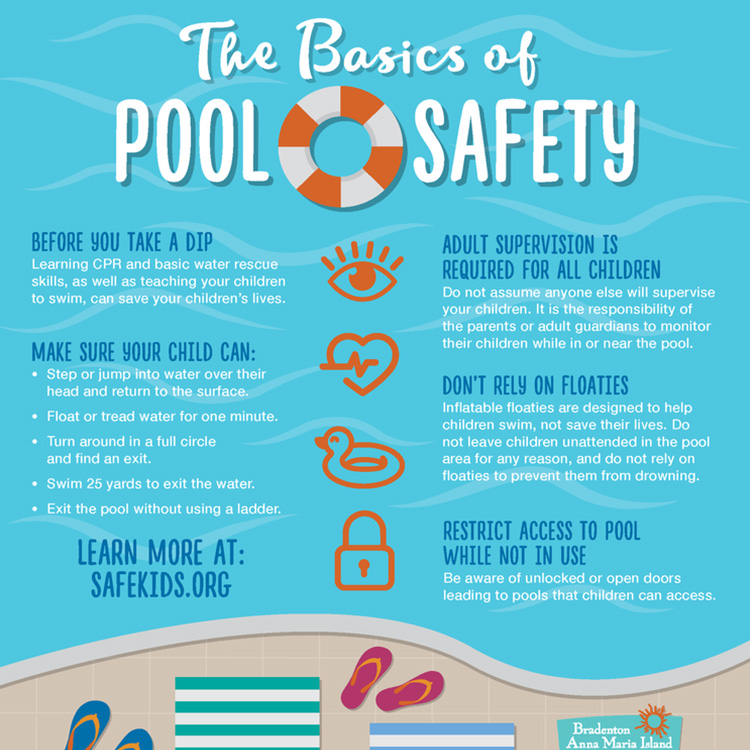 The Basics of
POOL SAFETY
BEFORE YOU TAKE A DIP
Learning CPR and basic water rescue
skills, as well as teaching your children
to swim, can save your children's lives.
MAKE SURE YOUR CHILD CAN:
• Step or jump into water over their
head and return to the surface.
• Float or tread water for one minute.
• Turn around in a full circle
and find an exit.
• Swim 25 yards to exit the water.
• Exit the pool without using a ladder.
LEARN MORE AT:
SAFEKIDS.ORG
ADULT SUPERVISION IS
REQUIRED FOR ALL CHILDREN
Do not assume anyone else will supervise
your children. It is the responsibility of
the parents or adult guardians to monitor
their children while in or near the pool.
DON'T RELY ON FLOATIES
Inflatable floaties are designed to help
children swim, not save their lives. Do
not leave children unattended in the pool
area for any reason, and do not rely on
floaties to prevent them from drowning.
RESTRICT ACCESS TO POOL
WHILE NOT IN USE
Be aware of unlocked or open doors
leading to pools that children can access.
Bradenton
Anna Maria Island